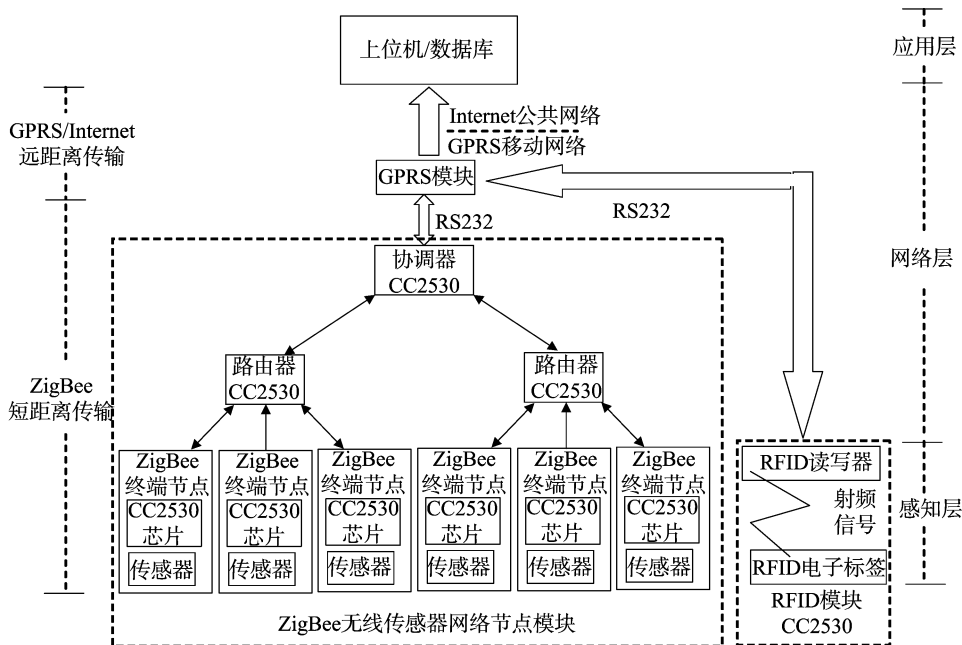 上位机/数据库
应用层
Internet公共网络
GPRS移动网络
GPRS/Internet
远距离传输
GPRS模块
RS232
RS232
网络层
协调器
CC2530
路由器
CC2530
路由器
CC2530
ZigBee
短距离传输
ZigBee
终端节点
CC2530
芯片
传感器
ZigBee
终端节点
CC2530
芯片
传感器
ZigBee
终端节点
CC2530
芯片
传感器
ZigBee
终端节点
CC2530
芯片
传感器
ZigBee
终端节点
CC2530
芯片
传感器
ZigBee
终端节点
CC2530
芯片
传感器
RFID读写器
射频
信号
感知层
RFID电子标签
RFID模块
CC2530
ZigBee无线传感器网络节点模块